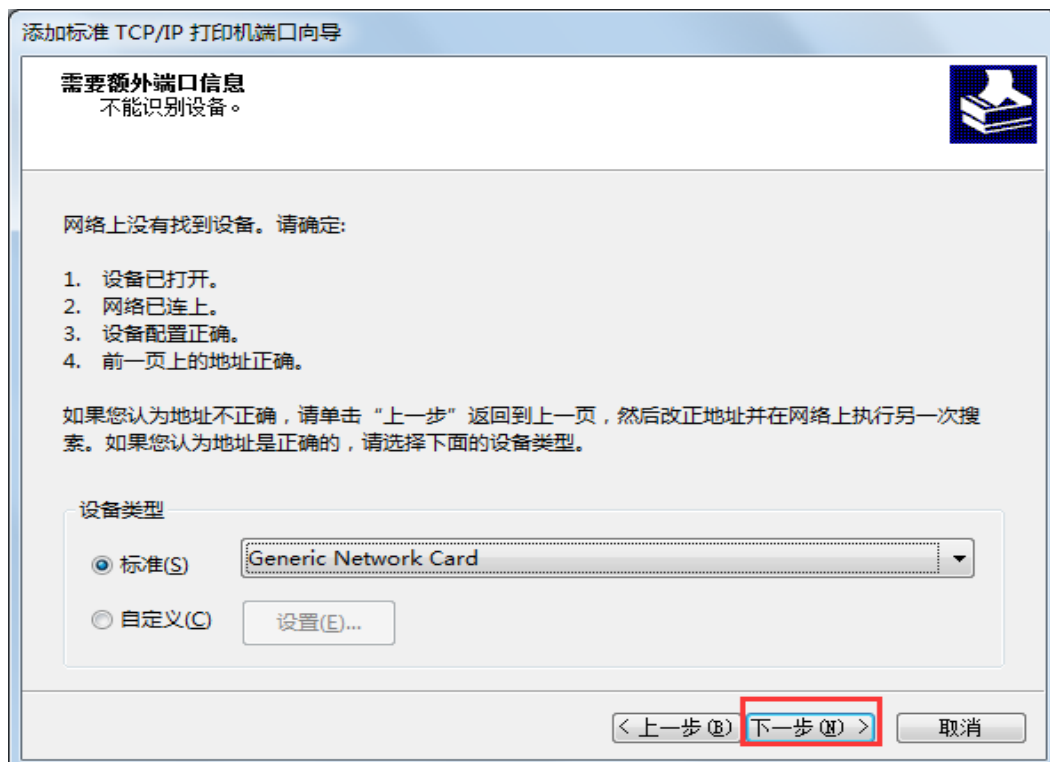 添加标准 TCP/IP 打印机端口向导
需要额外端口信息
不能识别设备。
网络上没有找到设备。请确定:
1. 设备已打开。
2. 网络已连上。
3. 设备配置正确。
4. 前一页上的地址正确。
如果您认为地址不正确，请单击“上一步”返回到上一页，然后改正地址并在网络上执行另一次搜
索。如果您认为地址是正确的，请选择下面的设备类型。
设备类型
标准(S) Generic Network Card
自定义(C) 设置(E)...
< 上一步(B) 下一步(N) > 取消